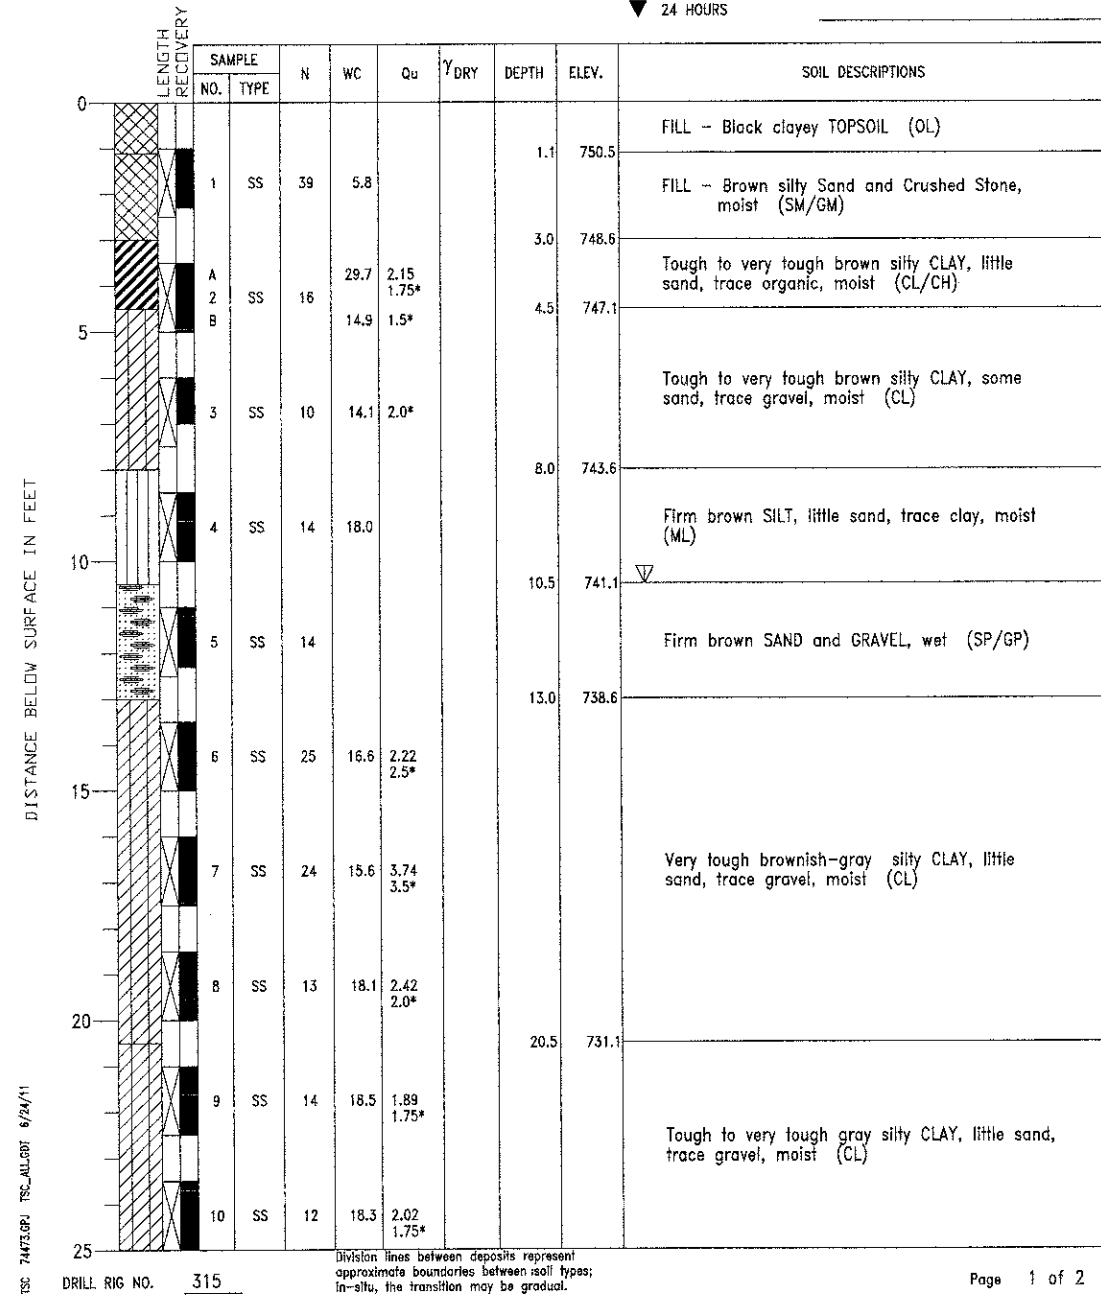 24 HOURS
LENGTH
RECOVERY
SAMPLE
NO. TYPE N WC Qu γDRY DEPTH ELEV. SOIL DESCRIPTIONS
0
FILL - Black clayey TOPSOIL (OL)
1.1 750.5
1 SS 39 5.8
FILL - Brown silty Sand and Crushed Stone,
moist (SM/GM)
3.0 748.6
Tough to very tough brown silty CLAY, little
sand, trace organic, moist (CL/CH)
A 29.7 2.15
1.75*
2 SS 16
4.5 747.1
B 14.9 1.5*
5
Tough to very tough brown silty CLAY, some
sand, trace gravel, moist (CL)
3 SS 10 14.1 2.0*
8.0 743.6
Firm brown SILT, little sand, trace clay, moist
(ML)
4 SS 14 18.0
10
10.5 741.1
5 SS 14
Firm brown SAND and GRAVEL, wet (SP/GP)
13.0 738.6
6 SS 25 16.6 2.22
2.5*
15
7 SS 24 15.6 3.74
3.5*
Very tough brownish-gray silty CLAY, little
sand, trace gravel, moist (CL)
8 SS 13 18.1 2.42
2.0*
20
20.5 731.1
9 SS 14 18.5 1.89
1.75*
Tough to very tough gray silty CLAY, little sand,
trace gravel, moist (CL)
10 SS 12 18.3 2.02
1.75*
25
DISTANCE BELOW SURFACE IN FEET
TSC 74473.GPJ TSC_ALL.GDT 6/24/11
DRILL RIG NO. 315
Division lines between deposits represent
approximate boundaries between soil types;
in-situ, the transition may be gradual.
Page 1 of 2